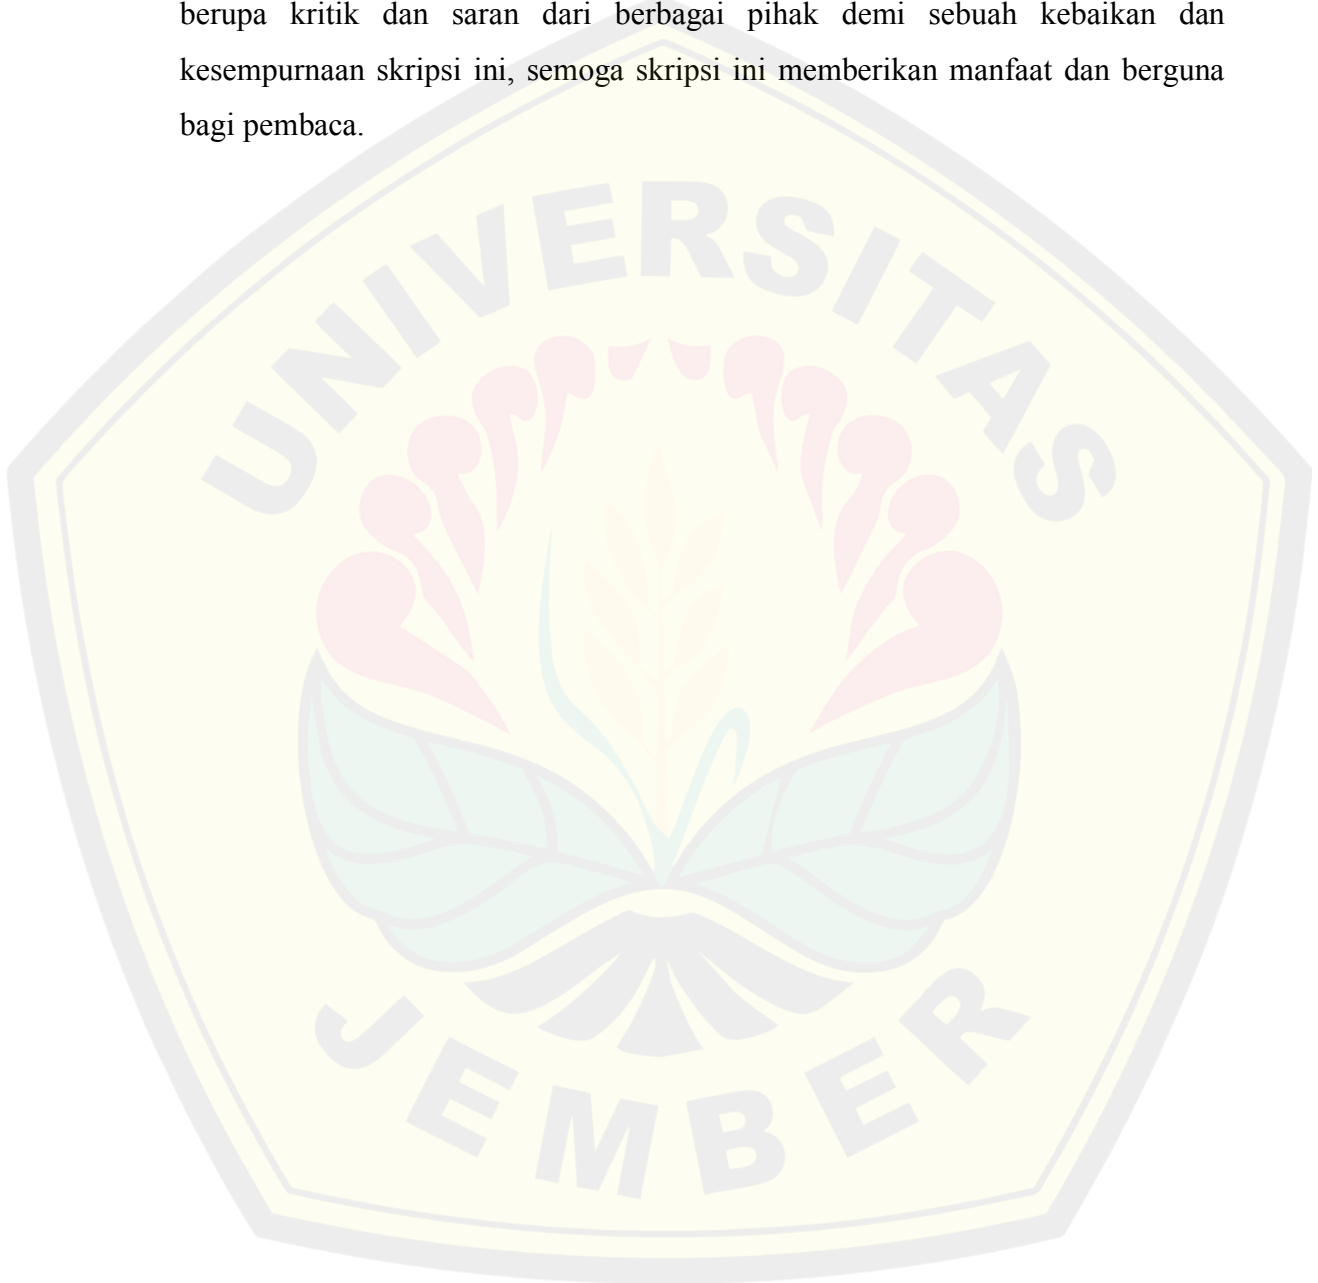 berupa kritik dan saran dari berbagai pihak demi sebuah kebaikan dan
kesempurnaan skripsi ini, semoga skripsi ini memberikan manfaat dan berguna
bagi pembaca.
UNIVERSITAS
JEMBER